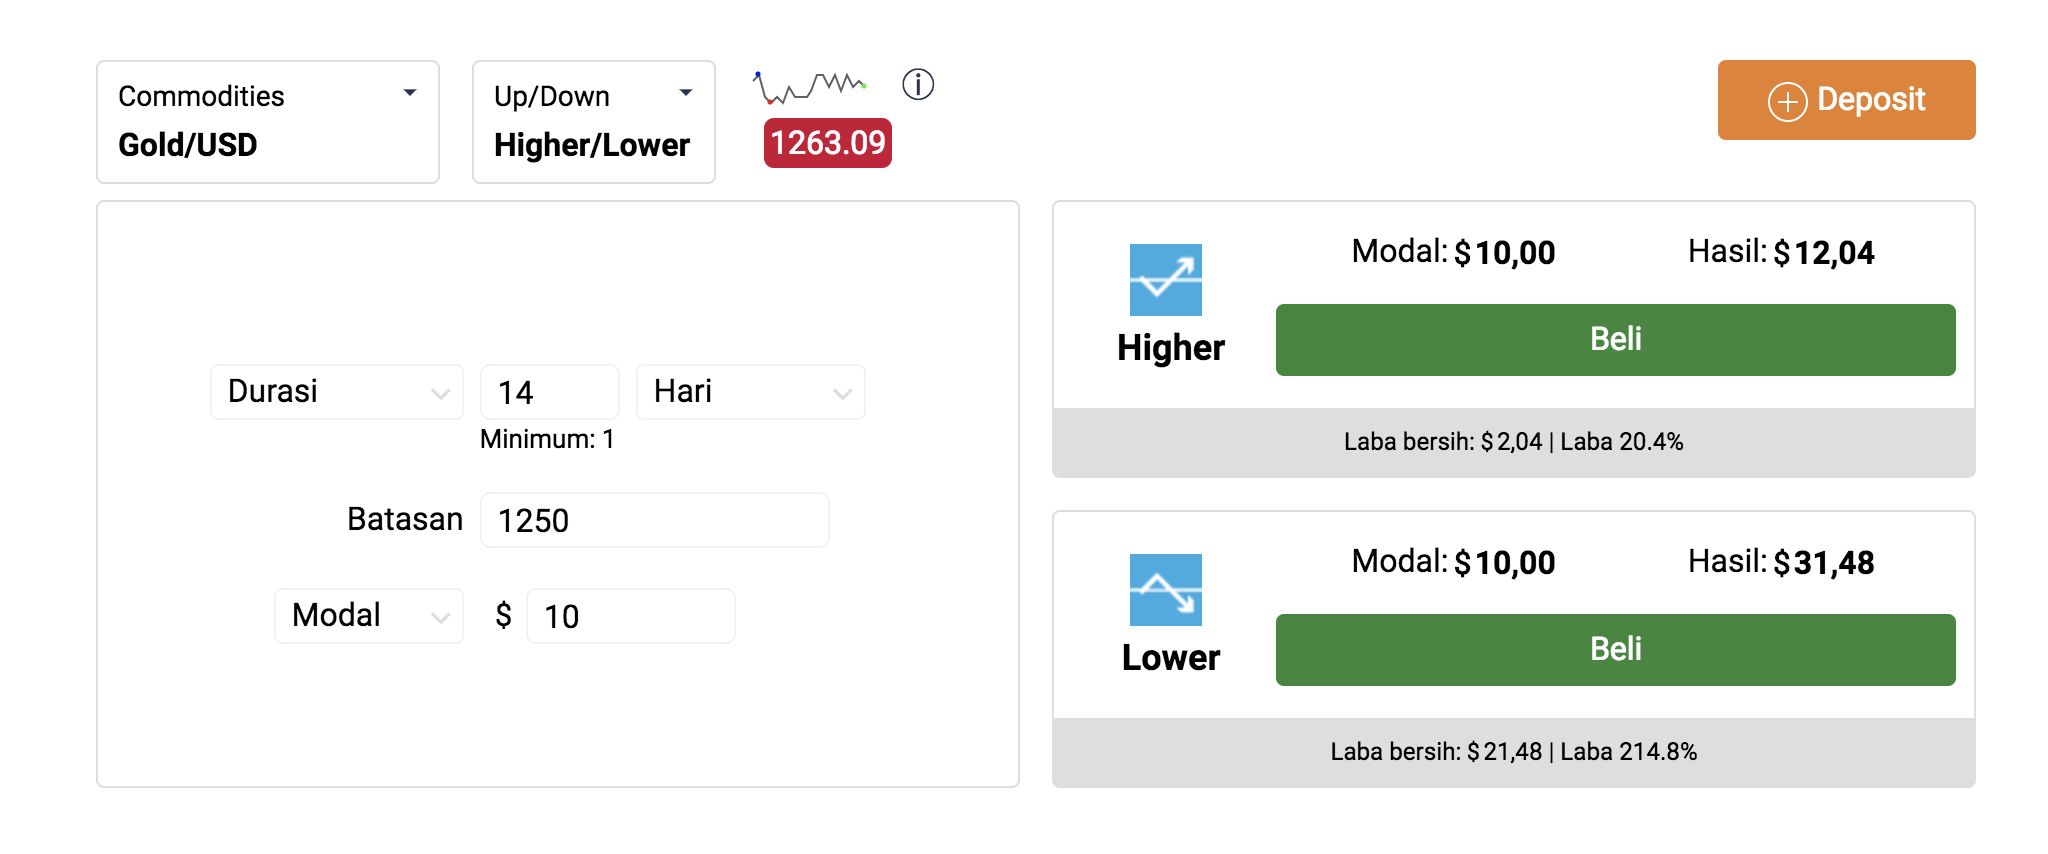 Commodities
Gold/USD
Up/Down
Higher/Lower
1263.09
Deposit
Durasi 14 Hari
Minimum: 1
Batasan 1250
Modal $ 10
Modal: $10,00 Hasil: $12,04
Higher
Beli
Laba bersih: $2,04 | Laba 20.4%
Modal: $10,00 Hasil: $31,48
Lower
Beli
Laba bersih: $21,48 | Laba 214.8%